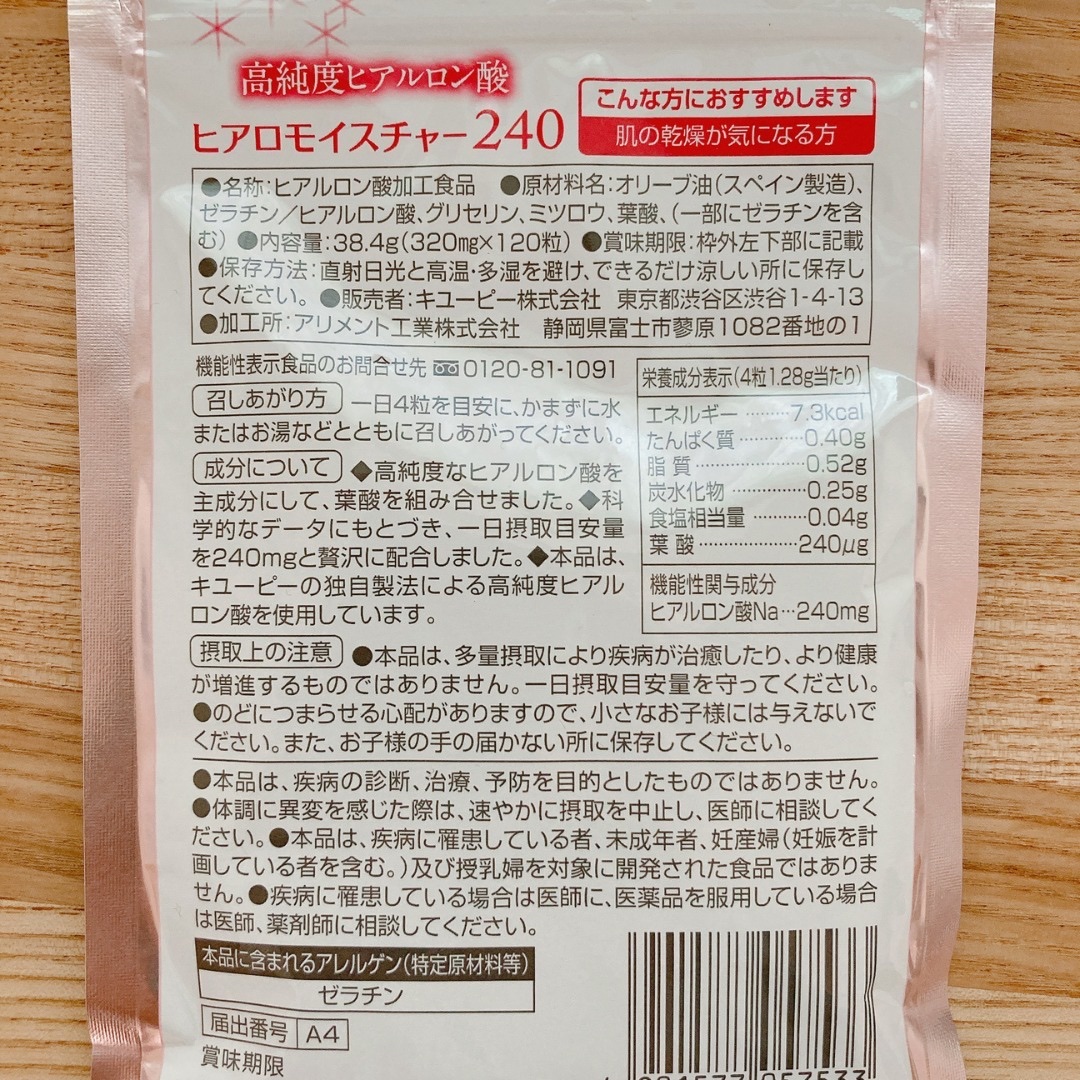 高純度ヒアルロン酸
ヒアロモイスチャー240
こんな方におすすめします
肌の乾燥が気になる方
●名称：ヒアルロン酸加工食品 ●原材料名：オリーブ油（スペイン製造）、
ゼラチン／ヒアルロン酸、グリセリン、ミツロウ、葉酸、（一部にゼラチンを含
む）●内容量：38.4g（320mg×120粒）●賞味期限：枠外左下部に記載
●保存方法：直射日光と高温・多湿を避け、できるだけ涼しい所に保存し
てください。●販売者：キユーピー株式会社 東京都渋谷区渋谷1-4-13
●加工所：アリメント工業株式会社 静岡県富士市蓼原1082番地の1
機能性表示食品のお問合せ先 0120-81-1091
召しあがり方 一日4粒を目安に、かまずに水
またはお湯などとともに召しあがってください。
成分について ◆高純度なヒアルロン酸を
主成分にして、葉酸を組み合せました。◆科
学的なデータにもとづき、一日摂取目安量
を240mgと贅沢に配合しました。◆本品は、
キユーピーの独自製法による高純度ヒアル
ロン酸を使用しています。
栄養成分表示（4粒1.28g当たり）
エネルギー ………7.3kcal
たんぱく質 …………0.40g
脂質 …………………0.52g
炭水化物 ……………0.25g
食塩相当量 …………0.04g
葉酸 …………………240μg
機能性関与成分
ヒアルロン酸Na…240mg
摂取上の注意 ●本品は、多量摂取により疾病が治癒したり、より健康
が増進するものではありません。一日摂取目安量を守ってください。
●のどにつまらせる心配がありますので、小さなお子様には与えないで
ください。また、お子様の手の届かない所に保存してください。
●本品は、疾病の診断、治療、予防を目的としたものではありません。
●体調に異変を感じた際は、速やかに摂取を中止し、医師に相談してく
ださい。●本品は、疾病に罹患している者、未成年者、妊産婦（妊娠を計
画している者を含む。）及び授乳婦を対象に開発された食品ではありま
せん。●疾病に罹患している場合は医師に、医薬品を服用している場合
は医師、薬剤師に相談してください。
本品に含まれるアレルゲン（特定原材料等）
ゼラチン
届出番号 A4
賞味期限